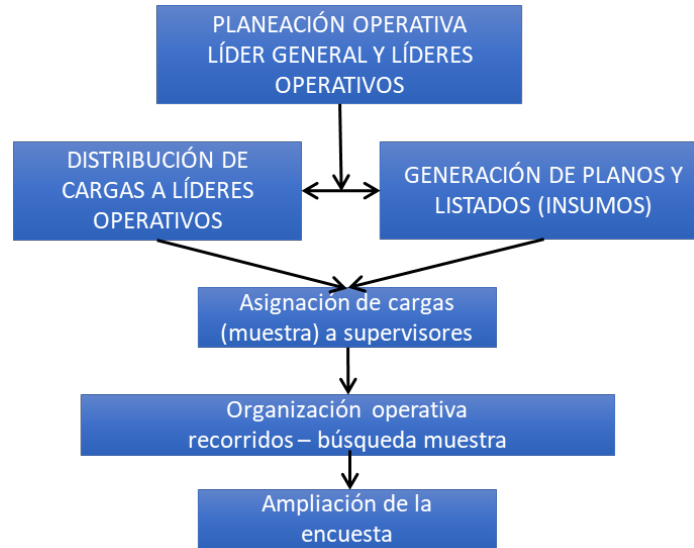 PLANEACIÓN OPERATIVA
LÍDER GENERAL Y LÍDERES
OPERATIVOS
DISTRIBUCIÓN DE
CARGAS A LÍDERES
OPERATIVOS
GENERACIÓN DE PLANOS Y
LISTADOS (INSUMOS)
Asignación de cargas
(muestra) a supervisores
Organización operativa
recorridos – búsqueda muestra
Ampliación de la
encuesta